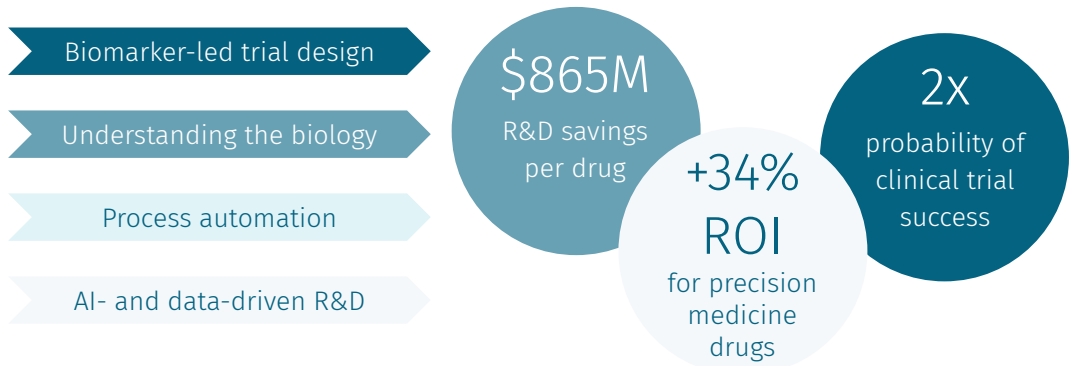 Biomarker-led trial design
Understanding the biology
Process automation
AI- and data-driven R&D
$865M
R&D savings
per drug
+34%
ROI
for precision
medicine
drugs
2x
probability of
clinical trial
success